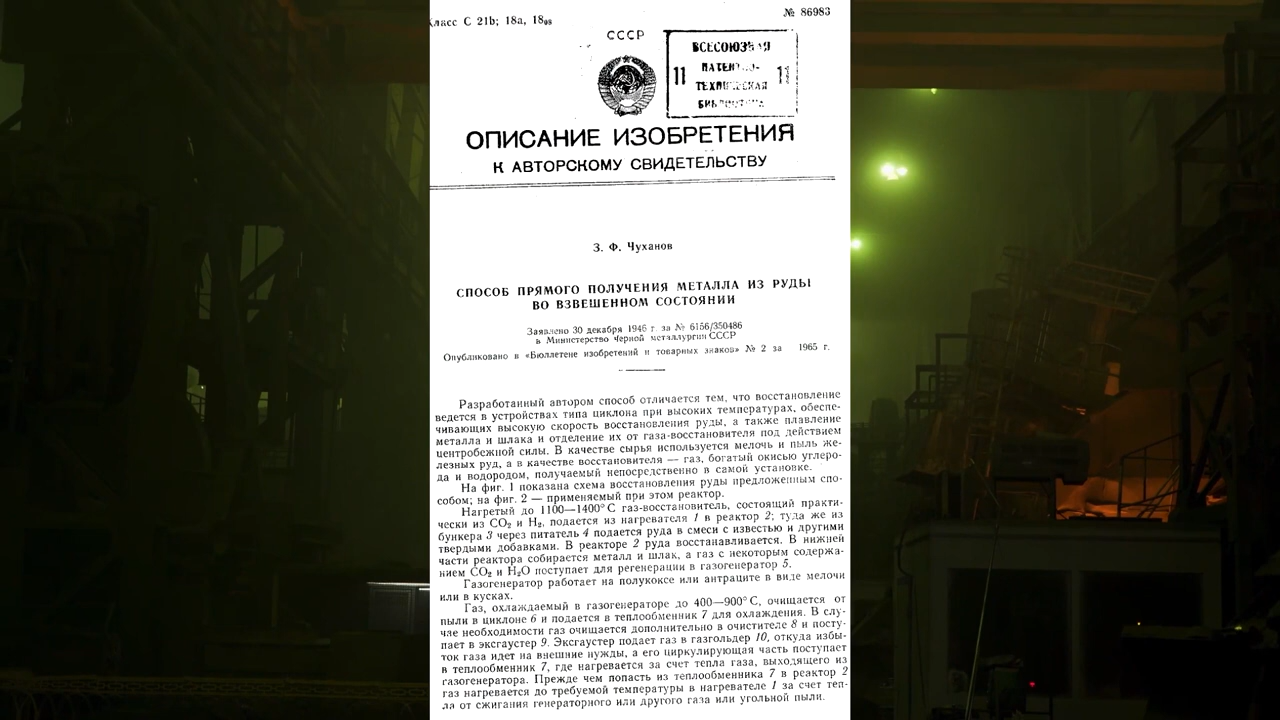 Класс С 21b; 18a, 18₀₈
№ 86983
СССР
ВСЕСОЮЗНАЯ
ПАТЕНТНО-
11
ТЕХНИЧЕСКАЯ
БИБЛИОТЕКА
ОПИСАНИЕ ИЗОБРЕТЕНИЯ
К АВТОРСКОМУ СВИДЕТЕЛЬСТВУ
З. Ф. Чуханов
СПОСОБ ПРЯМОГО ПОЛУЧЕНИЯ МЕТАЛЛА ИЗ РУДЫ
ВО ВЗВЕШЕННОМ СОСТОЯНИИ
Заявлено 30 декабря 1946 г. за № 6156/350486
в Министерство Черной металлургии СССР
Опубликовано в «Бюллетене изобретений и товарных знаков» № 2 за 1965 г.
Разработанный автором способ отличается тем, что восстановление
ведется в устройствах типа циклона при высоких температурах, обеспе-
чивающих высокую скорость восстановления руды, а также плавление
металла и шлака и отделение их от газа-восстановителя под действием
центробежной силы. В качестве сырья используется мелочь и пыль же-
лезных руд, а в качестве восстановителя — газ, богатый окисью углеро-
да и водородом, получаемый непосредственно в самой установке.
На фиг. 1 показана схема восстановления руды предложенным спо-
собом; на фиг. 2 — применяемый при этом реактор.
Нагретый до 1100—1400°С газ-восстановитель, состоящий практи-
чески из CO₂ и H₂, подается из нагревателя 1 в реактор 2; туда же из
бункера 3 через питатель 4 подается руда в смеси с известью и другими
твердыми добавками. В реакторе 2 руда восстанавливается. В нижней
части реактора собирается металл и шлак, а газ с некоторым содержа-
нием CO₂ и H₂O поступает для регенерации в газогенератор 5.
Газогенератор работает на полукоксе или антраците в виде мелочи
или в кусках.
Газ, охлаждаемый в газогенераторе до 400—900°С, очищается от
пыли в циклоне 6 и подается в теплообменник 7 для охлаждения. В слу-
чае необходимости газ очищается дополнительно в очистителе 8 и посту-
пает в эксгаустер 9. Эксгаустер подает газ в газгольдер 10, откуда избы-
ток газа идет на внешние нужды, а его циркулирующая часть поступает
в теплообменник 7, где нагревается за счет тепла газа, выходящего из
газогенератора. Прежде чем попасть из теплообменника 7 в реактор 2
газ нагревается до требуемой температуры в нагревателе 1 за счет теп-
ла от сжигания генераторного или другого газа или угольной пыли.